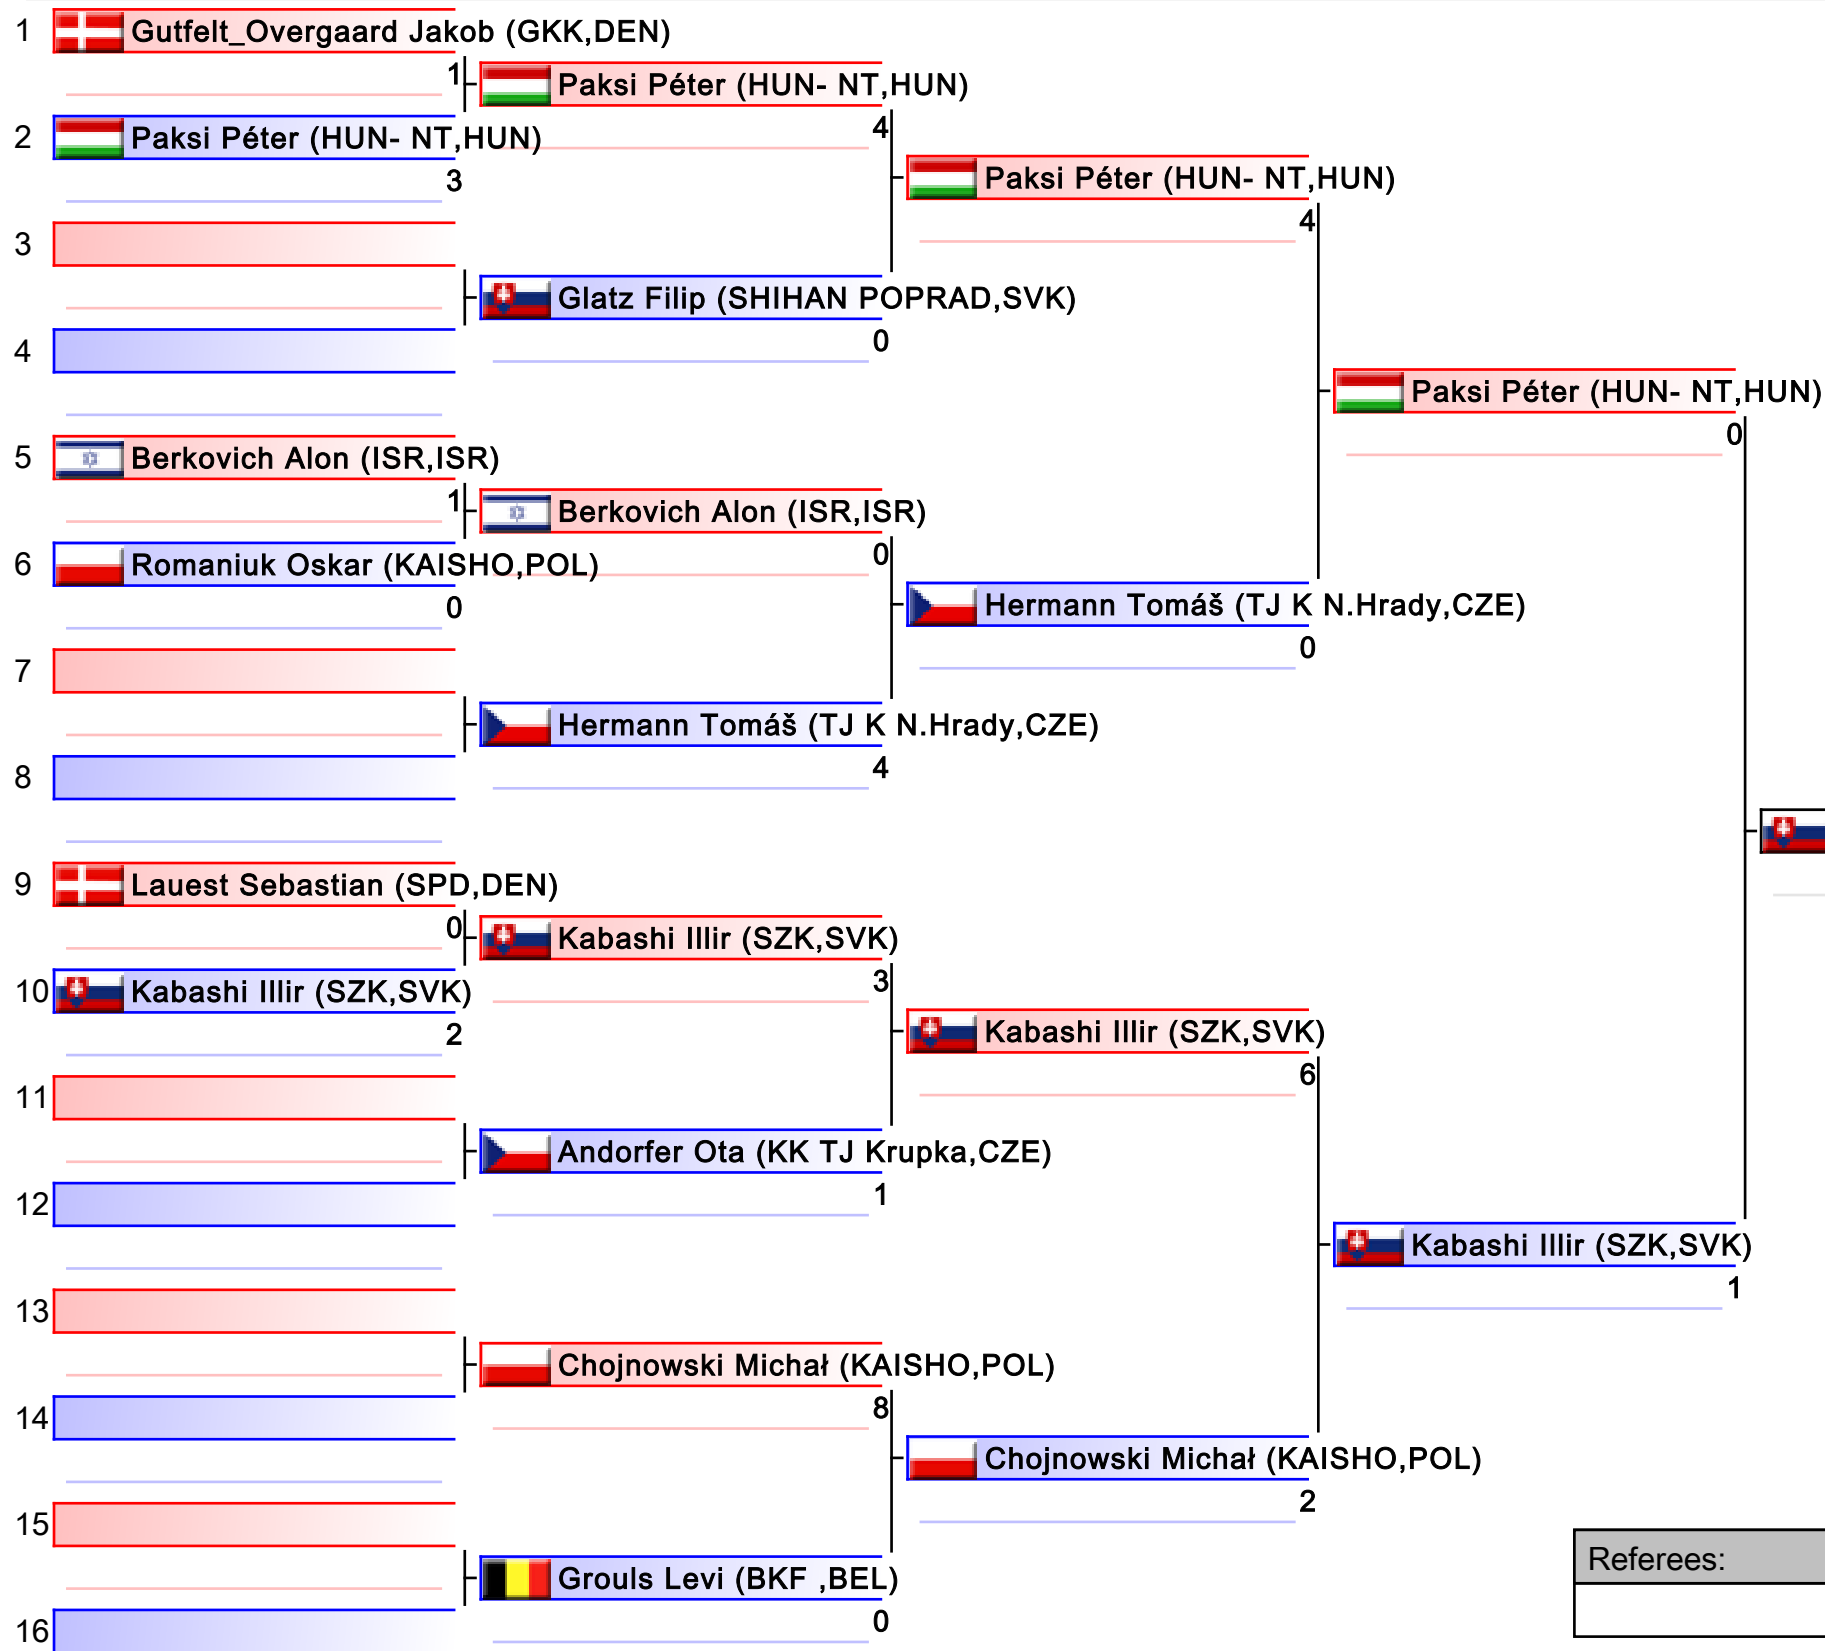 1 Gutfelt_Overgaard Jakob (GKK,DEN)
1 Paksi Péter (HUN- NT,HUN)
2 Paksi Péter (HUN- NT,HUN)
4
3
Paksi Péter (HUN- NT,HUN)
4
3
Glatz Filip (SHIHAN POPRAD,SVK)
0
4
Paksi Péter (HUN- NT,HUN)
0
5 Berkovich Alon (ISR,ISR)
1 Berkovich Alon (ISR,ISR)
0
6 Romaniuk Oskar (KAISHO,POL)
0
Hermann Tomáš (TJ K N.Hrady,CZE)
0
7
Hermann Tomáš (TJ K N.Hrady,CZE)
4
8
9 Lauest Sebastian (SPD,DEN)
0 Kabashi Illir (SZK,SVK)
3
10 Kabashi Illir (SZK,SVK)
2
Kabashi Illir (SZK,SVK)
6
11
Andorfer Ota (KK TJ Krupka,CZE)
1
12
Kabashi Illir (SZK,SVK)
1
13
Chojnowski Michał (KAISHO,POL)
8
14
Chojnowski Michał (KAISHO,POL)
2
15
Grouls Levi (BKF ,BEL)
0
16
Referees: